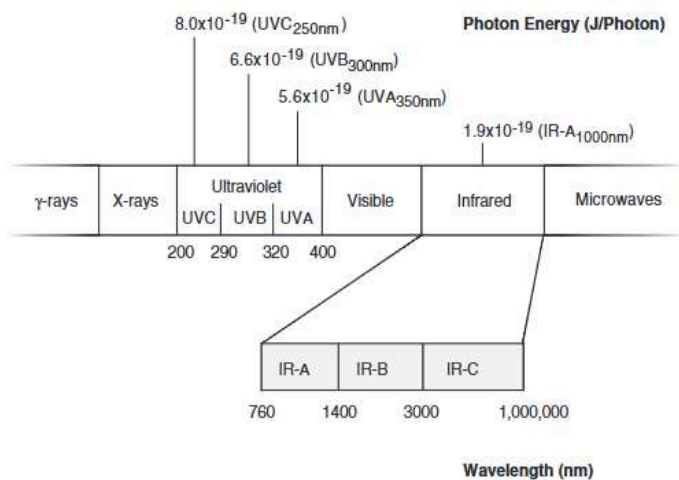 8.0x10-19 (UVC250nm)
Photon Energy (J/Photon)
6.6x10-19 (UVB300nm)
5.6x10-19 (UVA350nm)
1.9x10-19 (IR-A1000nm)
γ-rays X-rays Ultraviolet Visible Infrared Microwaves
UVC UVB UVA
200 290 320 400
IR-A IR-B IR-C
760 1400 3000 1,000,000
Wavelength (nm)